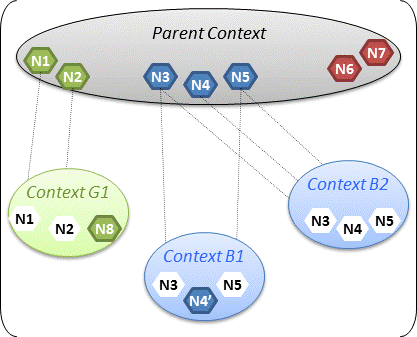 Parent Context
N1
N2
N3
N4
N5
N6
N7
Context G1
N1
N2
N8
Context B1
N3
N4’
N5
Context B2
N3
N4
N5